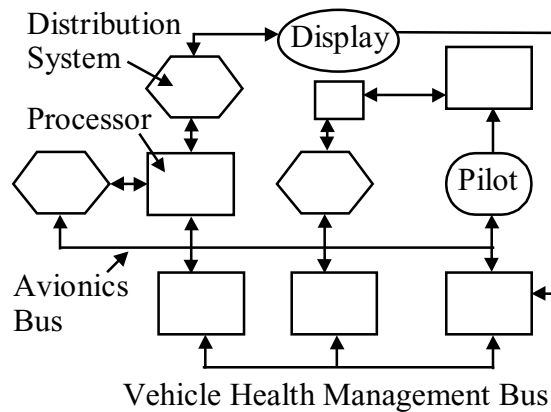 Distribution
System
Display
Processor
Pilot
Avionics
Bus
Vehicle Health Management Bus